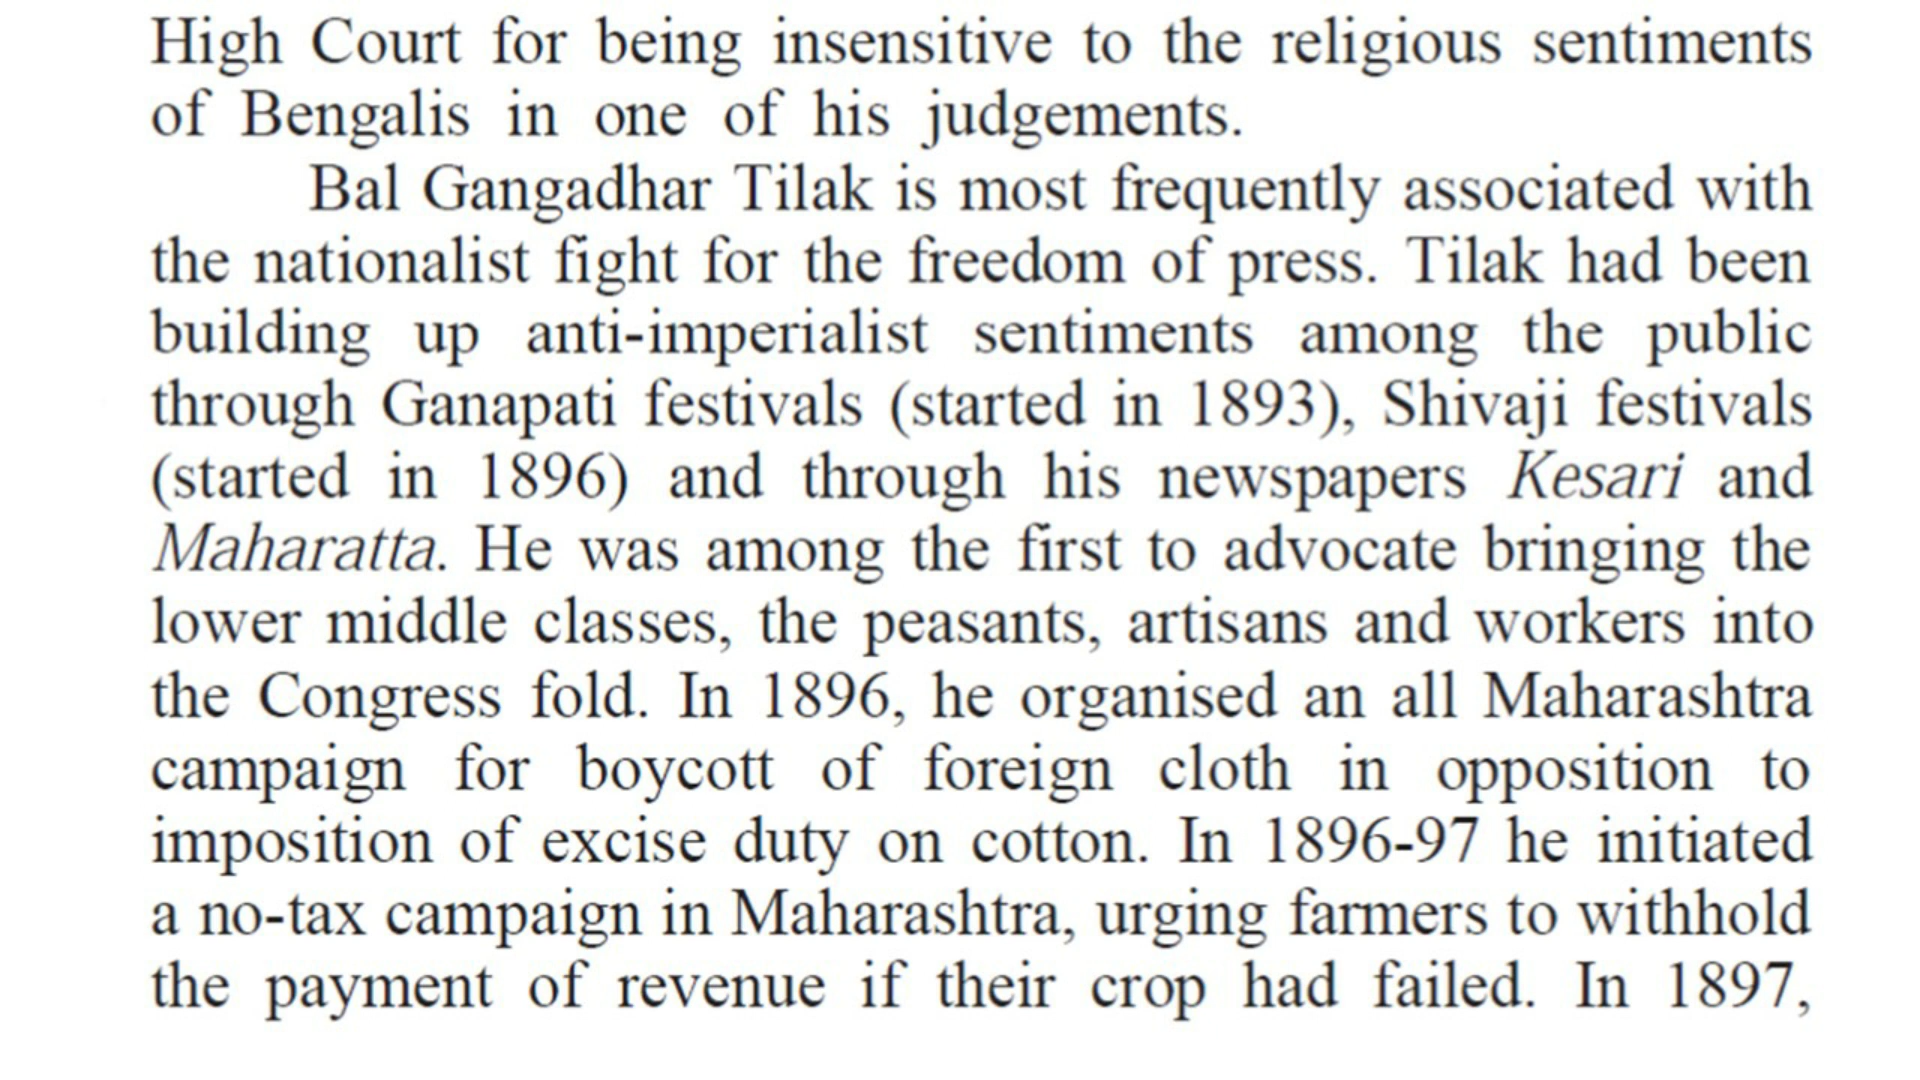 High Court for being insensitive to the religious sentiments
of Bengalis in one of his judgements.
Bal Gangadhar Tilak is most frequently associated with
the nationalist fight for the freedom of press. Tilak had been
building up anti-imperialist sentiments among the public
through Ganapati festivals (started in 1893), Shivaji festivals
(started in 1896) and through his newspapers Kesari and
Maharatta. He was among the first to advocate bringing the
lower middle classes, the peasants, artisans and workers into
the Congress fold. In 1896, he organised an all Maharashtra
campaign for boycott of foreign cloth in opposition to
imposition of excise duty on cotton. In 1896-97 he initiated
a no-tax campaign in Maharashtra, urging farmers to withhold
the payment of revenue if their crop had failed. In 1897,